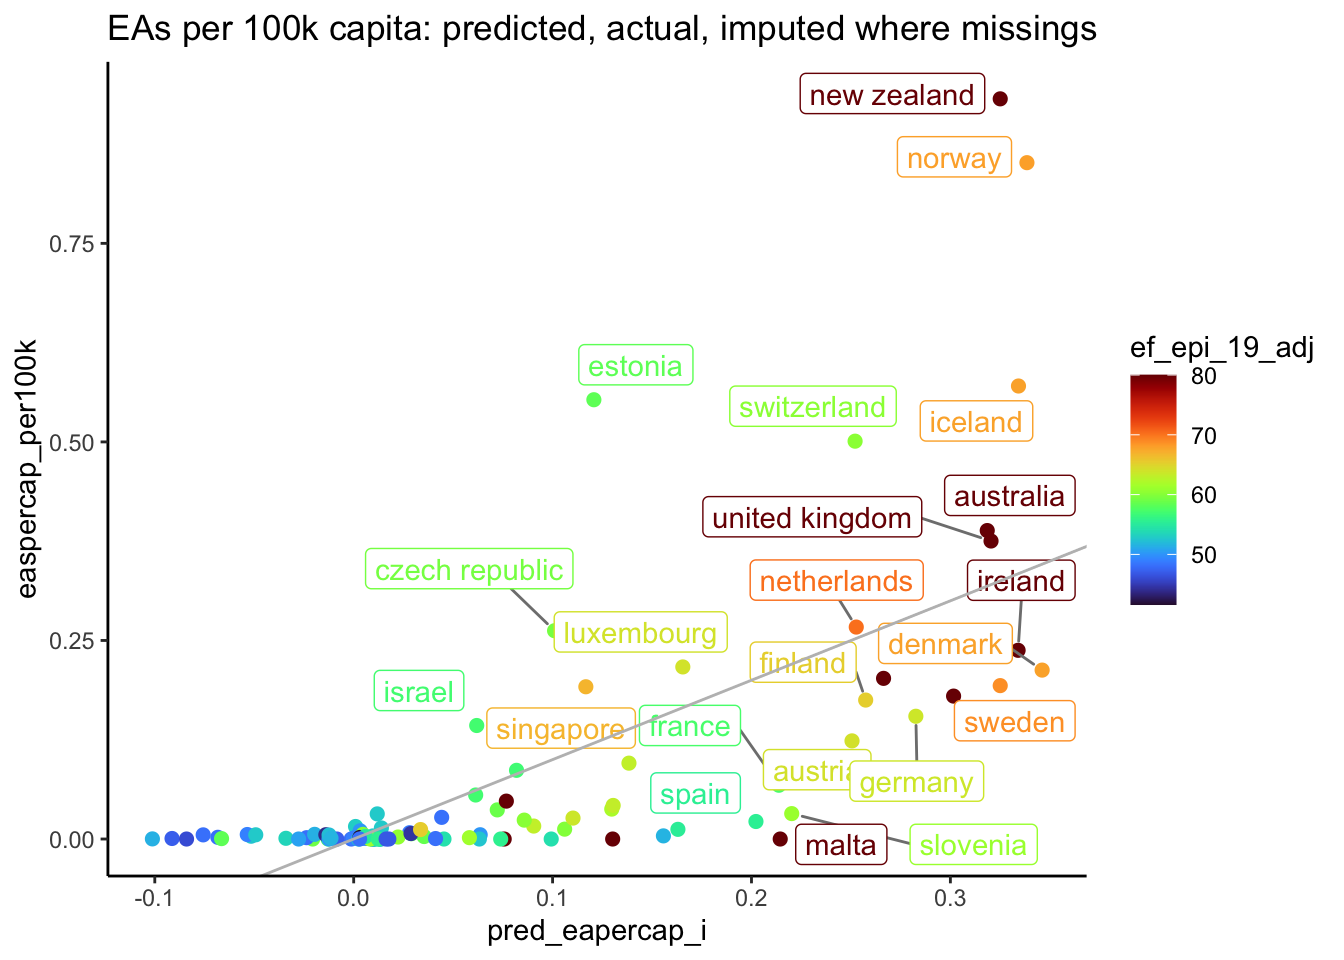 EAs per 100k capita: predicted, actual, imputed where missings
new zealand
norway
0.75
estonia
switzerland
iceland
0.50
australia
united kingdom
czech republic
netherlands
ireland
luxembourg
denmark
0.25
finland
israel
singapore
france
sweden
austria
germany
spain
0.00
malta
slovenia
-0.1
0.0
0.1
0.2
0.3
pred_eapercap_i
easpercap_per100k
ef_epi_19_adj
80
70
60
50